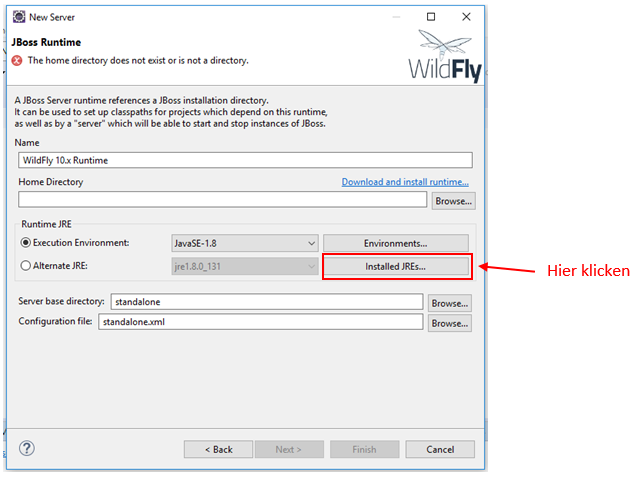 New Server
JBoss Runtime
The home directory does not exist or is not a directory.
WildFly
A JBoss Server runtime references a JBoss installation directory.
It can be used to set up classpaths for projects which depend on this runtime,
as well as by a "server" which will be able to start and stop instances of JBoss.
Name
WildFly 10.x Runtime
Home Directory
Download and install runtime...
Browse...
Runtime JRE
Execution Environment: JavaSE-1.8 Environments...
Alternate JRE: jre1.8.0_131 Installed JREs...
Hier klicken
Server base directory: standalone Browse...
Configuration file: standalone.xml Browse...
? < Back Next > Finish Cancel